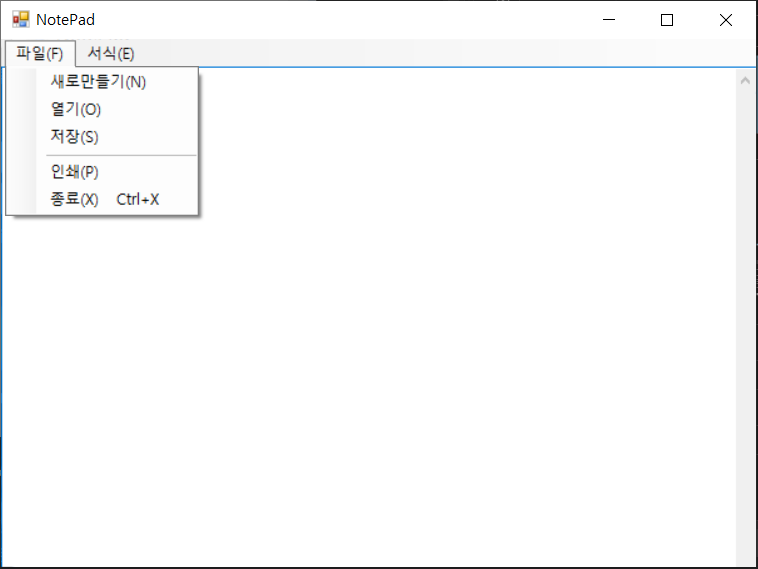 NotePad
파일(F) 서식(E)
새로만들기(N)
열기(O)
저장(S)
인쇄(P)
종료(X) Ctrl+X